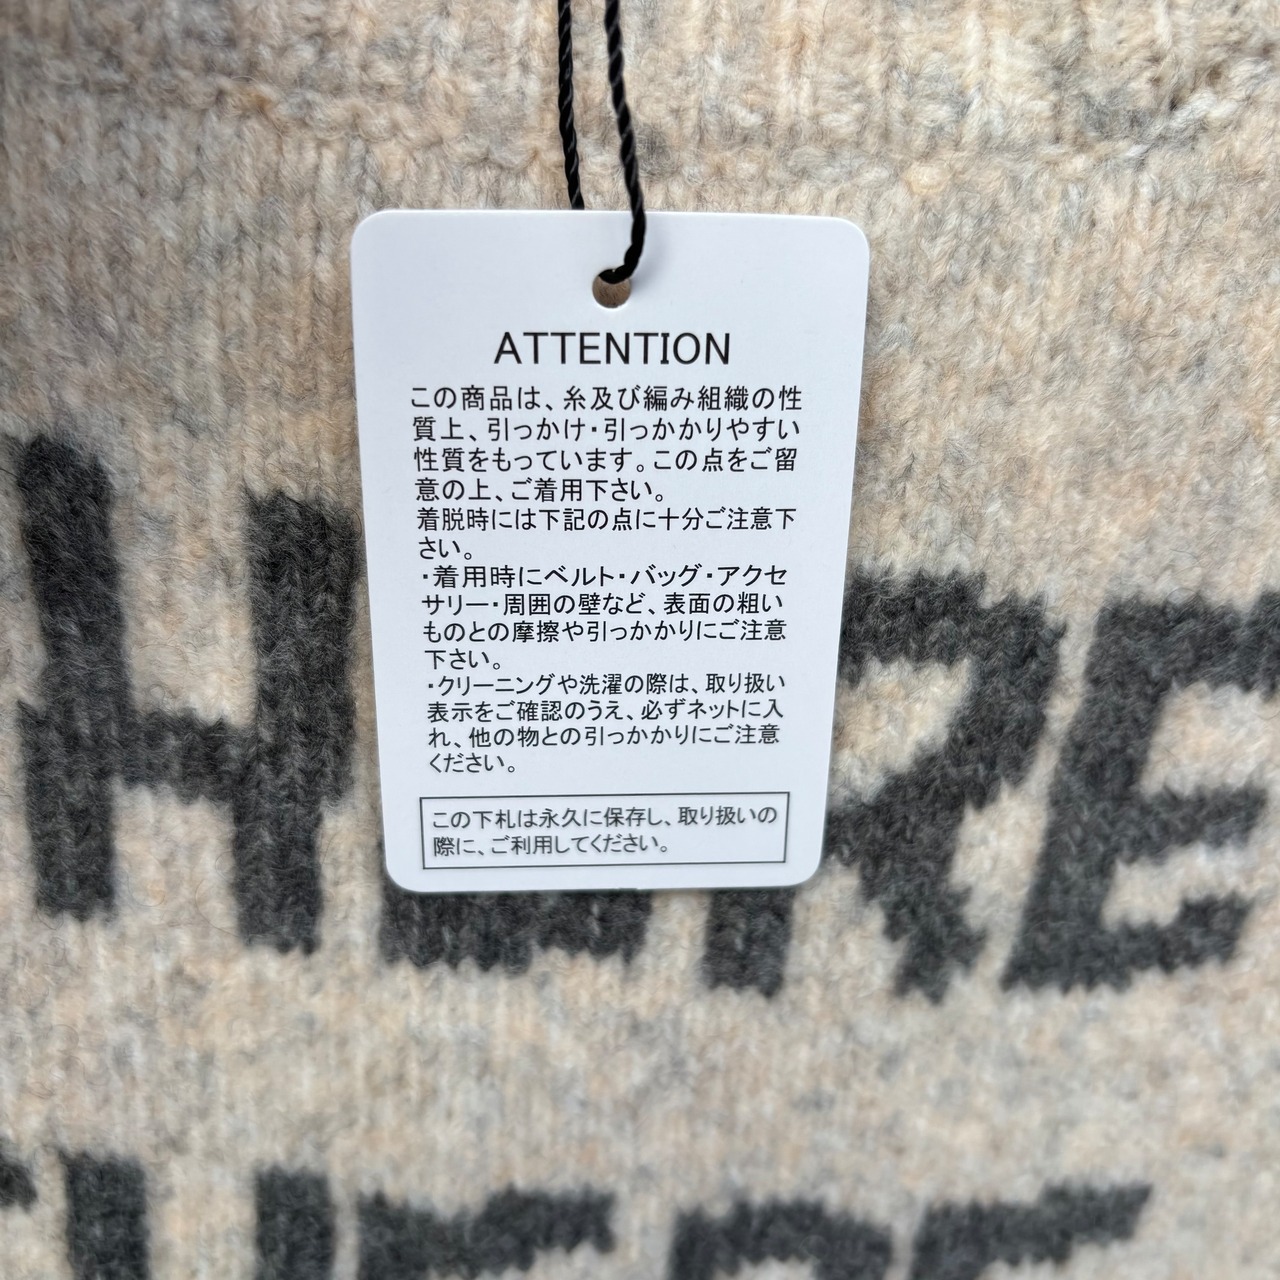 ATTENTION
この商品は、糸及び編み組織の性
質上、引っかけ・引っかかりやすい
性質をもっています。この点をご留
意の上、ご着用下さい。
着脱時には下記の点に十分ご注意下
さい。
・着用時にベルト・バッグ・アクセ
サリー・周囲の壁など、表面の粗い
ものとの摩擦や引っかかりにご注意
下さい。
・クリーニングや洗濯の際は、取り扱い
表示をご確認のうえ、必ずネットに入
れ、他の物との引っかかりにご注意
ください。
この下札は永久に保存し、取り扱いの
際に、ご利用してください。